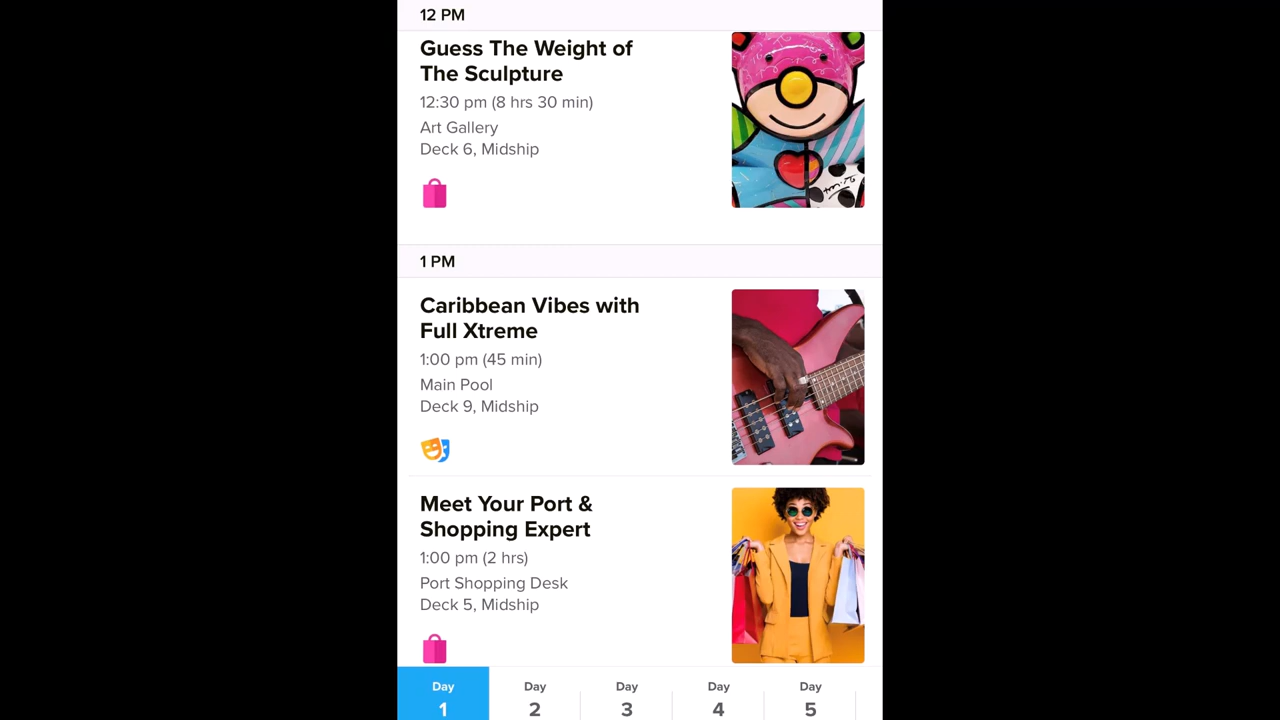 12 PM
Guess The Weight of
The Sculpture
12:30 pm (8 hrs 30 min)
Art Gallery
Deck 6, Midship
1 PM
Caribbean Vibes with
Full Xtreme
1:00 pm (45 min)
Main Pool
Deck 9, Midship
Meet Your Port &
Shopping Expert
1:00 pm (2 hrs)
Port Shopping Desk
Deck 5, Midship
Day Day Day Day Day
1 2 3 4 5